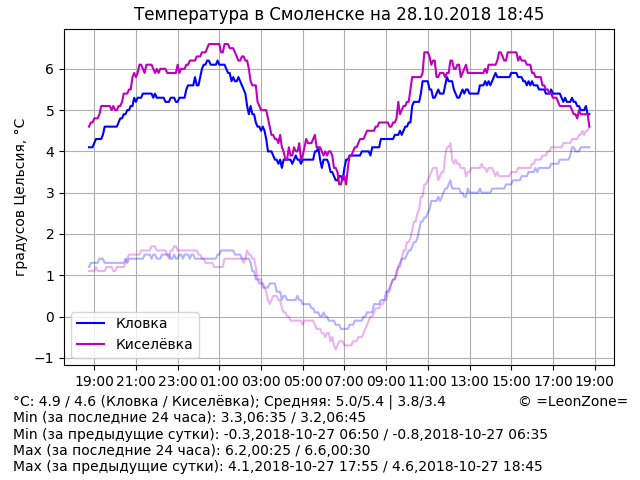 Температура в Смоленске на 28.10.2018 18:45
градусов Цельсия, °C
6
5
4
3
2
1
0
−1
Кловка
Киселёвка
19:00 21:00 23:00 01:00 03:00 05:00 07:00 09:00 11:00 13:00 15:00 17:00 19:00
°C: 4.9 / 4.6 (Кловка / Киселёвка); Средняя: 5.0/5.4 | 3.8/3.4 © =LeonZone=
Min (за последние 24 часа): 3.3,06:35 / 3.2,06:45
Min (за предыдущие сутки): -0.3,2018-10-27 06:50 / -0.8,2018-10-27 06:35
Max (за последние 24 часа): 6.2,00:25 / 6.6,00:30
Max (за предыдущие сутки): 4.1,2018-10-27 17:55 / 4.6,2018-10-27 18:45